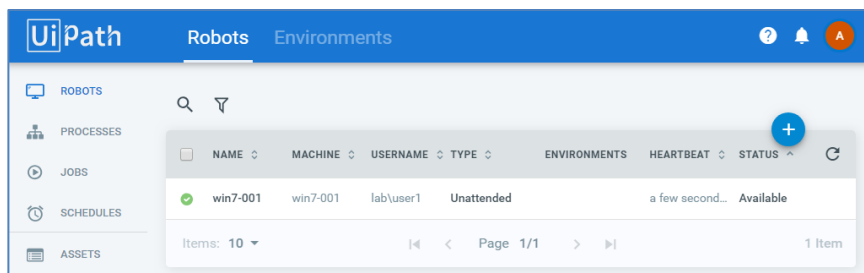 UiPath Robots Environments ? A
ROBOTS
PROCESSES
JOBS
SCHEDULES
ASSETS
+
NAME MACHINE USERNAME TYPE ENVIRONMENTS HEARTBEAT STATUS
win7-001 win7-001 lab\user1 Unattended a few second... Available
Items: 10 Page 1/1 1 Item